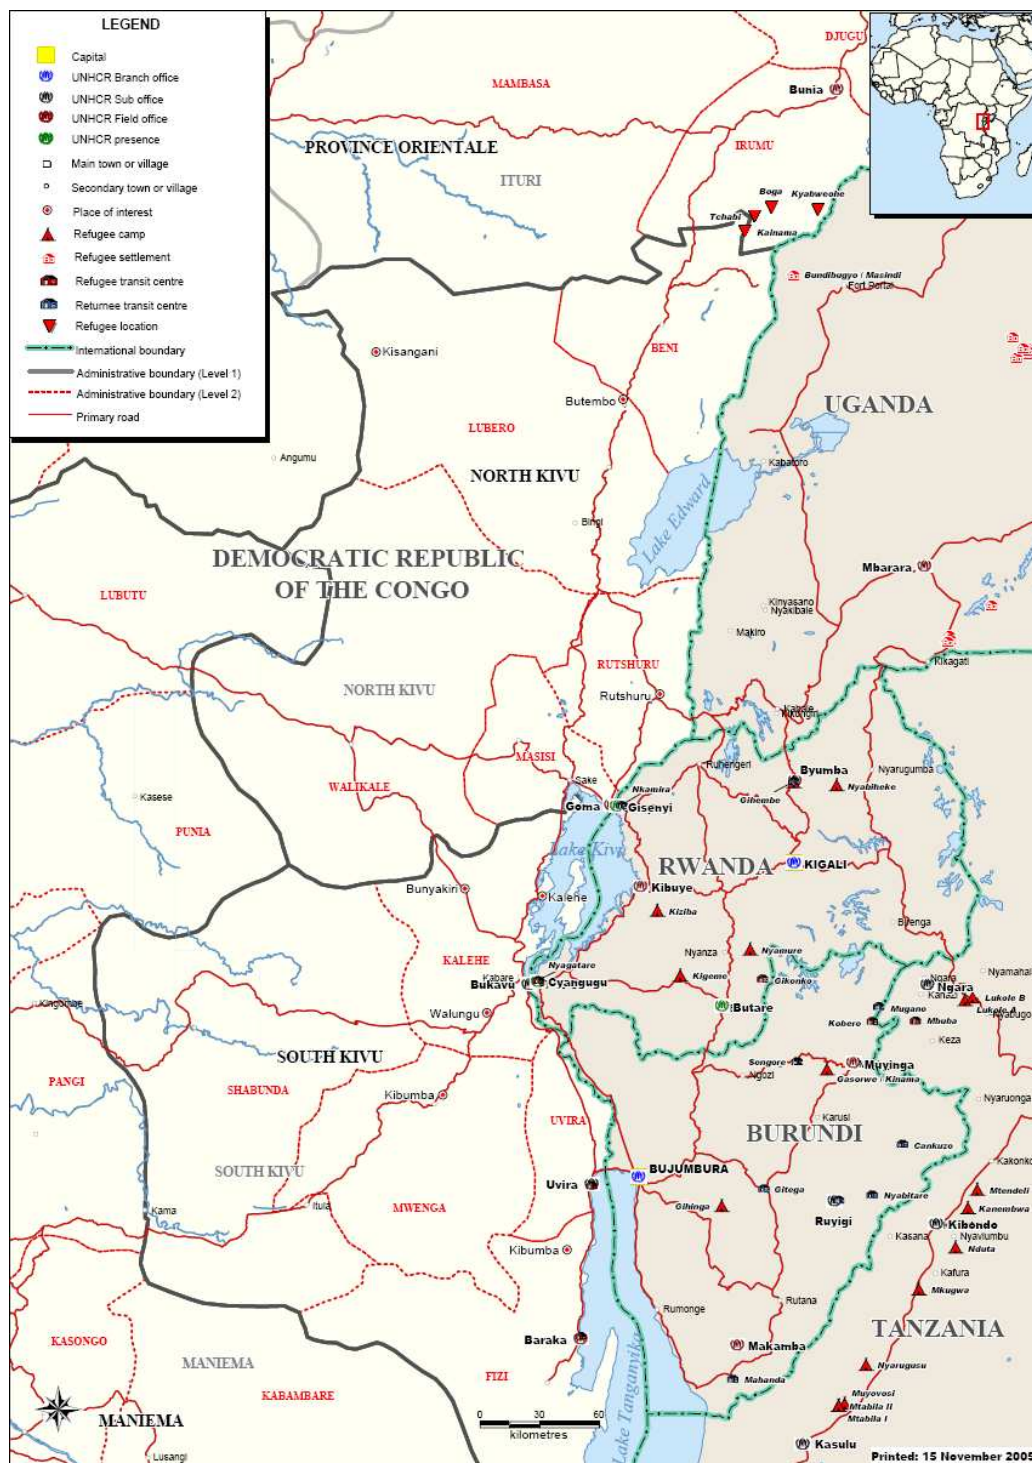 LEGEND
Capital
UNHCR Branch office
UNHCR Sub office
UNHCR Field office
UNHCR presence
Main town or village
Secondary town or village
Place of interest
Refugee camp
Refugee settlement
Refugee transit centre
Returnee transit centre
Refugee location
International boundary
Administrative boundary (Level 1)
Administrative boundary (Level 2)
Primary road
DJUGU
MAMBASA
Bunia
PROVINCE ORIENTALE
IRUMU
ITURI
Boga
Kyabweohe
Tchabi
Kainama
Bundibugyo / Masindi
Fort Portal
Kisangani
BENI
Butembo
UGANDA
LUBERO
Angumu
Kabatoro
NORTH KIVU
Lake Edward
Bingi
DEMOCRATIC REPUBLIC
OF THE CONGO
Mbarara
LUBUTU
Kinyasano
Nyakibale
Makiro
RUTSHURU
Kikagati
NORTH KIVU
Rutshuru
Kabale
MASISI
Ruhengeri
Byumba
Nyarugumba
Sake
Nkamira
Gihembe
Nyabiheke
WALIKALE
Kasese
Goma
Gisenyi
PUNIA
Lake Kivu
RWANDA
KIGALI
Bunyakiri
Kibuye
Kalehe
Kiziba
Birenga
KALEHE
Nyanza
Nyamure
Nyagatare
Kabare
Kigeme
Gikonko
Ngara
Nyamahal
Bukavu
Cyangugu
Ngara
Kingombe
Lukole B
Lukole A
Butare
Mugano
Nyabugo
Walungu
Kobero
Mbuba
Keza
SOUTH KIVU
Songore
Muyinga
PANGI
SHABUNDA
Ngozi
Gasorwe / Kinama
Kibumba
Nyaruonga
UVIRA
Karusi
BURUNDI
Cankuzo
SOUTH KIVU
Kakonko
BUJUMBURA
Uvira
Gitega
Nyabitare
Mtendeli
Kama
Itula
MWENGA
Gihinga
Ruyigi
Kanembwa
Kibondo
Kasana
Nyaviumbu
Kibumba
Nduta
Kafura
Mkugwa
Rutana
Rumonge
TANZANIA
KASONGO
Baraka
Makamba
MANIEMA
Nyarugusu
FIZI
Mabanda
KABAMBARE
Lake Tanganyika
Muyovosi
Mtabila II
Mtabila I
MANIEMA
0 30 60
kilometres
Kasulu
Lusangi
Printed: 15 November 2005